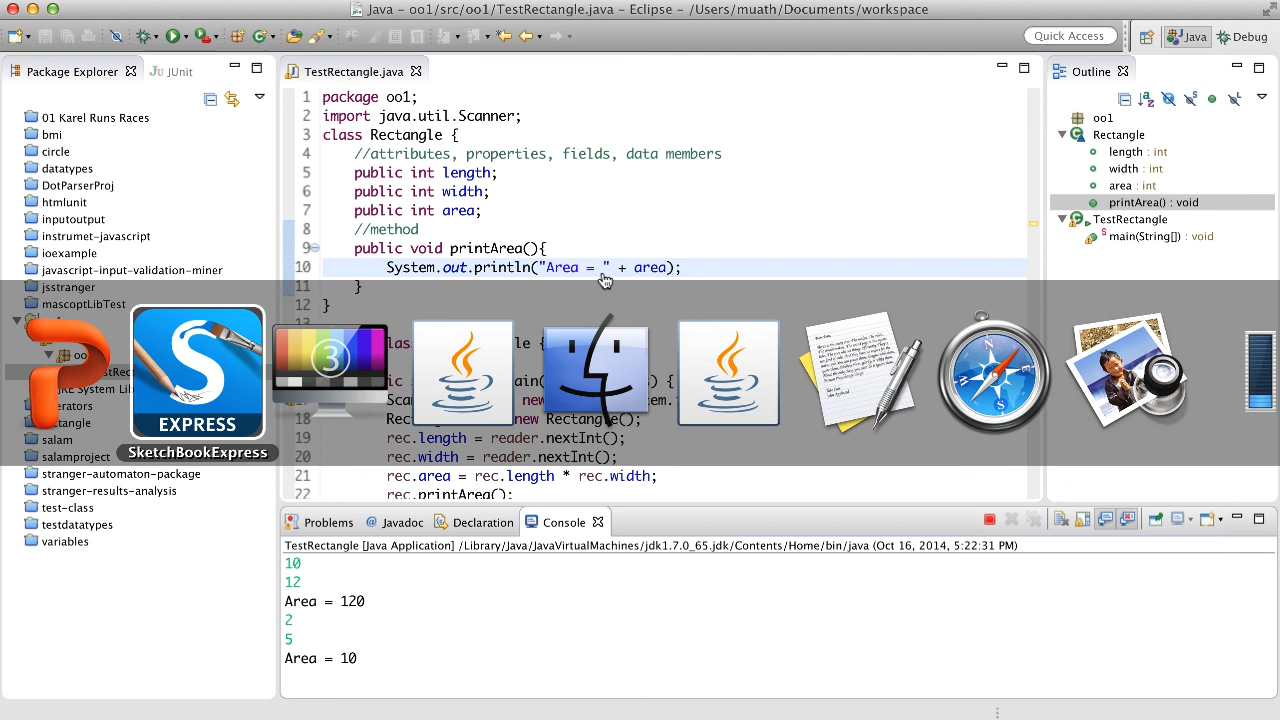 Java – oo1/src/oo1/TestRectangle.java – Eclipse – /Users/muath/Documents/workspace
Quick Access
Java
Debug
Package Explorer
JUnit
TestRectangle.java
Outline
01 Karel Runs Races
bmi
circle
datatypes
DotParserProj
htmlunit
inputoutput
instrumet-javascript
ioexample
javascript-input-validation-miner
jsstranger
mascoptLibTest
oo
JRE System Lib
salam
salamproject
stranger-automaton-package
stranger-results-analysis
test-class
testdatatypes
variables
1 package oo1;
2 import java.util.Scanner;
3 class Rectangle {
4 //attributes, properties, fields, data members
5 public int length;
6 public int width;
7 public int area;
8 //method
9 public void printArea(){
10 System.out.println("Area = " + area);
11 }
12 }
18 new Rectangle();
19 rec.length = reader.nextInt();
20 rec.width = reader.nextInt();
21 rec.area = rec.length * rec.width;
22 rec.printArea();
oo1
Rectangle
length : int
width : int
area : int
printArea() : void
TestRectangle
main(String[]) : void
EXPRESS
SketchBookExpress
3
Problems
Javadoc
Declaration
Console
TestRectangle [Java Application] /Library/Java/JavaVirtualMachines/jdk1.7.0_65.jdk/Contents/Home/bin/java (Oct 16, 2014, 5:22:31 PM)
10
12
Area = 120
2
5
Area = 10